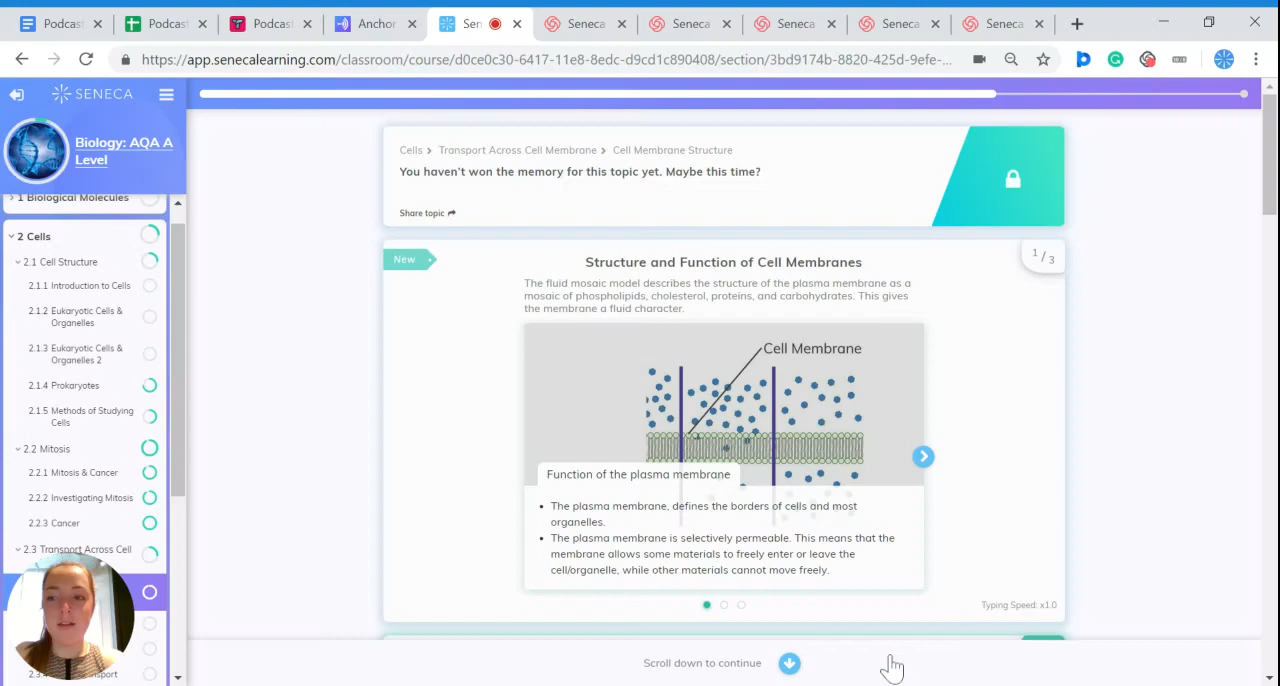 Podcast
Podcast
Podcast
Anchor
Sen
Seneca
Seneca
Seneca
Seneca
Seneca
https://app.senecalearning.com/classroom/course/d0ce0c30-6417-11e8-8edc-d9cd1c890408/section/3bd9174b-8820-425d-9efe-...
SENECA
Biology: AQA A
Level
1 Biological Molecules
2 Cells
2.1 Cell Structure
2.1.1 Introduction to Cells
2.1.2 Eukaryotic Cells &
Organelles
2.1.3 Eukaryotic Cells &
Organelles 2
2.1.4 Prokaryotes
2.1.5 Methods of Studying
Cells
2.2 Mitosis
2.2.1 Mitosis & Cancer
2.2.2 Investigating Mitosis
2.2.3 Cancer
2.3 Transport Across Cell
Cells > Transport Across Cell Membrane > Cell Membrane Structure
You haven't won the memory for this topic yet. Maybe this time?
Share topic
New
1 / 3
Structure and Function of Cell Membranes
The fluid mosaic model describes the structure of the plasma membrane as a
mosaic of phospholipids, cholesterol, proteins, and carbohydrates. This gives
the membrane a fluid character.
Cell Membrane
Function of the plasma membrane
• The plasma membrane, defines the borders of cells and most
organelles.
• The plasma membrane is selectively permeable. This means that the
membrane allows some materials to freely enter or leave the
cell/organelle, while other materials cannot move freely.
Typing Speed: x1.0
Scroll down to continue